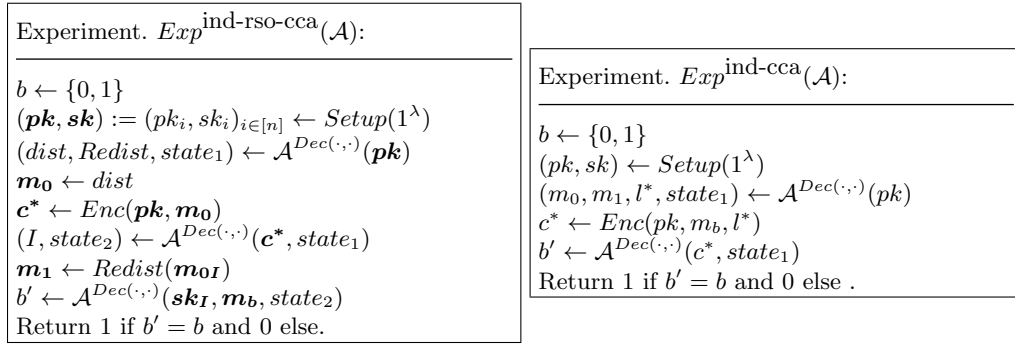 Experiment. Exp^{ind-rso-cca}(𝒜):
b ← {0, 1}
(pk, sk) := (pk_i, sk_i)_{i∈[n]} ← Setup(1^λ)
(dist, Redist, state_1) ← 𝒜^{Dec(·,·)}(pk)
m_0 ← dist
c* ← Enc(pk, m_0)
(I, state_2) ← 𝒜^{Dec(·,·)}(c*, state_1)
m_1 ← Redist(m_{0I})
b′ ← 𝒜^{Dec(·,·)}(sk_I, m_b, state_2)
Return 1 if b′ = b and 0 else.
Experiment. Exp^{ind-cca}(𝒜):
b ← {0, 1}
(pk, sk) ← Setup(1^λ)
(m_0, m_1, l*, state_1) ← 𝒜^{Dec(·,·)}(pk)
c* ← Enc(pk, m_b, l*)
b′ ← 𝒜^{Dec(·,·)}(c*, state_1)
Return 1 if b′ = b and 0 else .